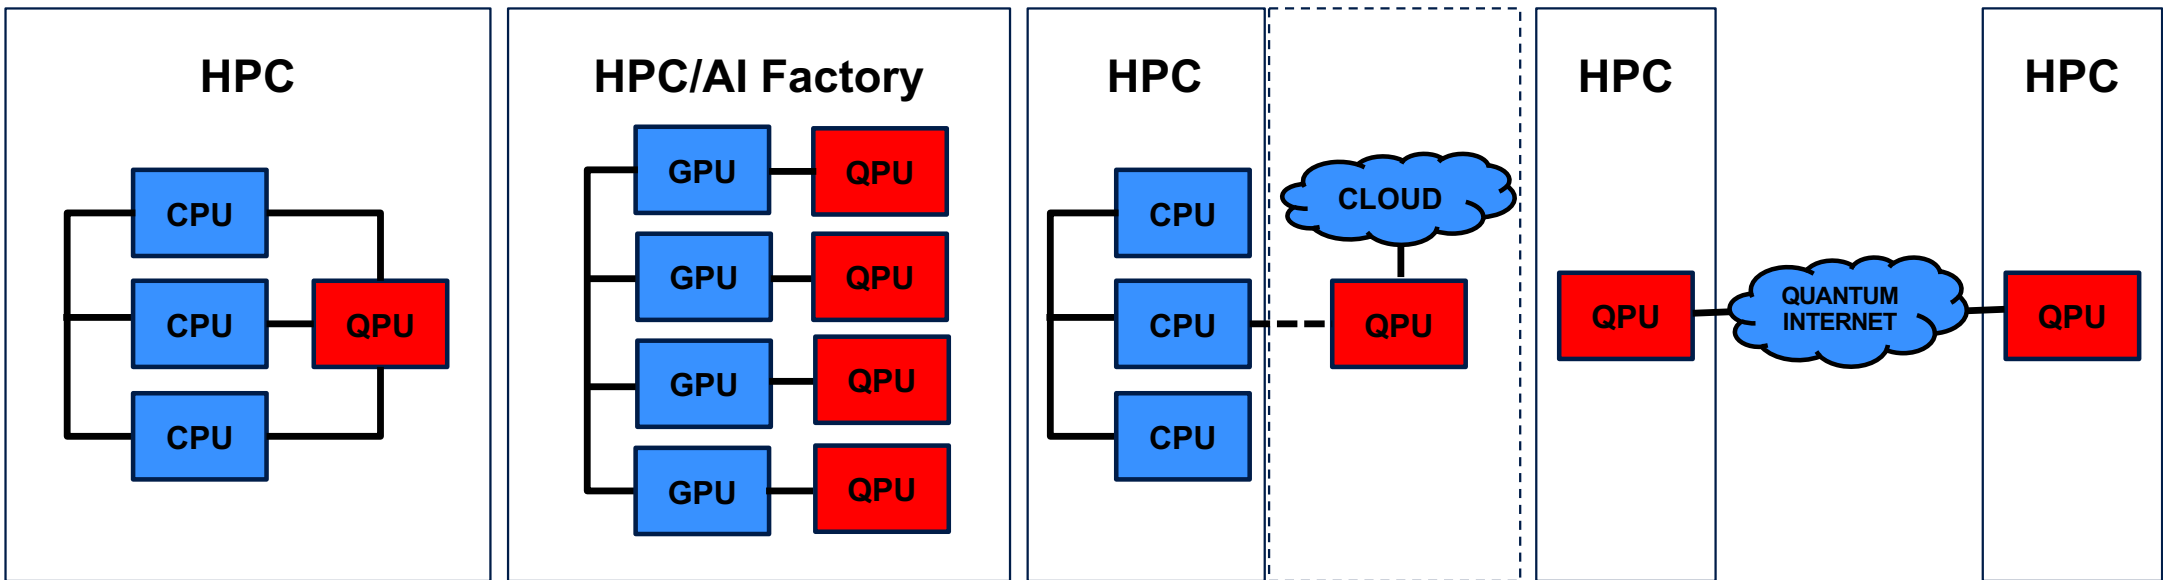 HPC
CPU
CPU
QPU
CPU
HPC/AI Factory
GPU
QPU
GPU
QPU
GPU
QPU
GPU
QPU
HPC
CPU
CPU
CPU
CLOUD
QPU
HPC
QPU
QUANTUM
INTERNET
HPC
QPU